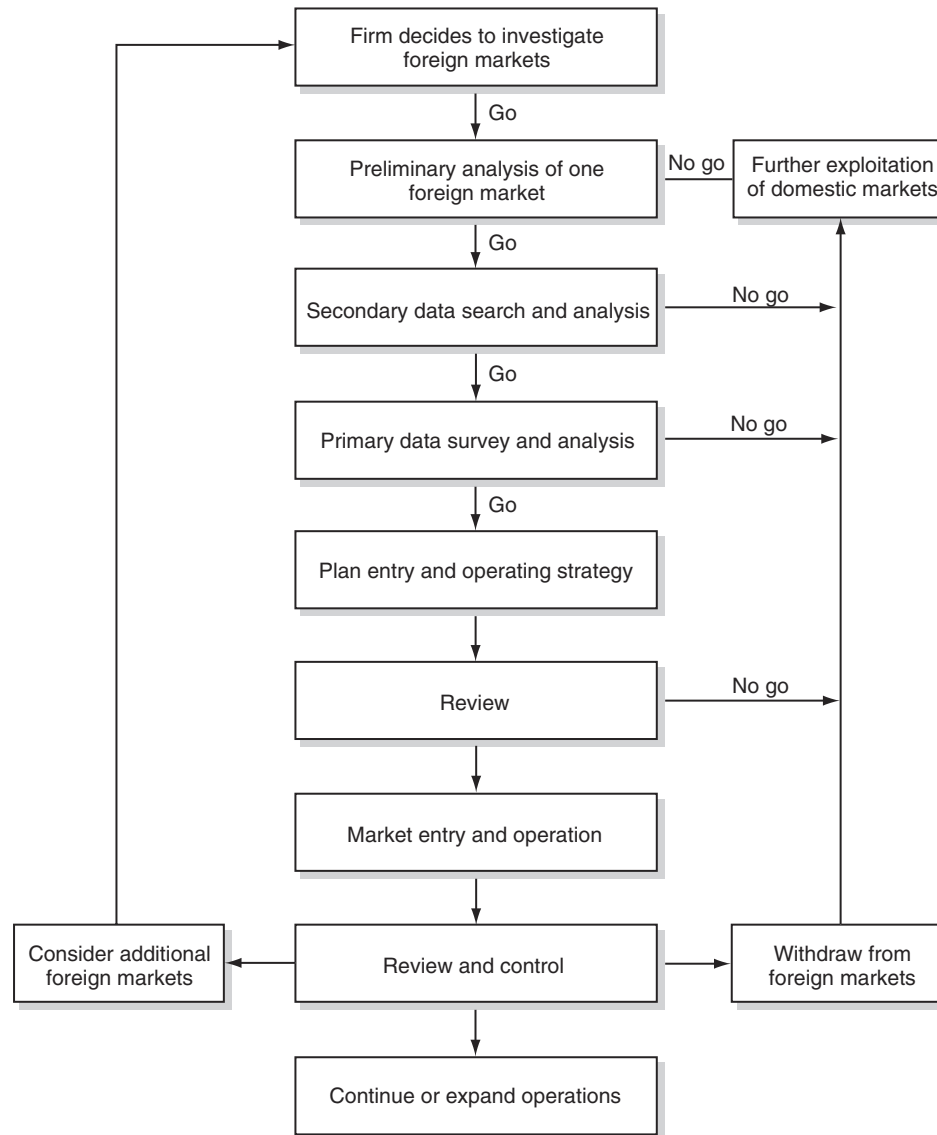 Firm decides to investigate
foreign markets
Go
Preliminary analysis of one
foreign market
No go
Further exploitation
of domestic markets
Go
Secondary data search and analysis
No go
Go
Primary data survey and analysis
No go
Go
Plan entry and operating strategy
Review
No go
Market entry and operation
Consider additional
foreign markets
Review and control
Withdraw from
foreign markets
Continue or expand operations